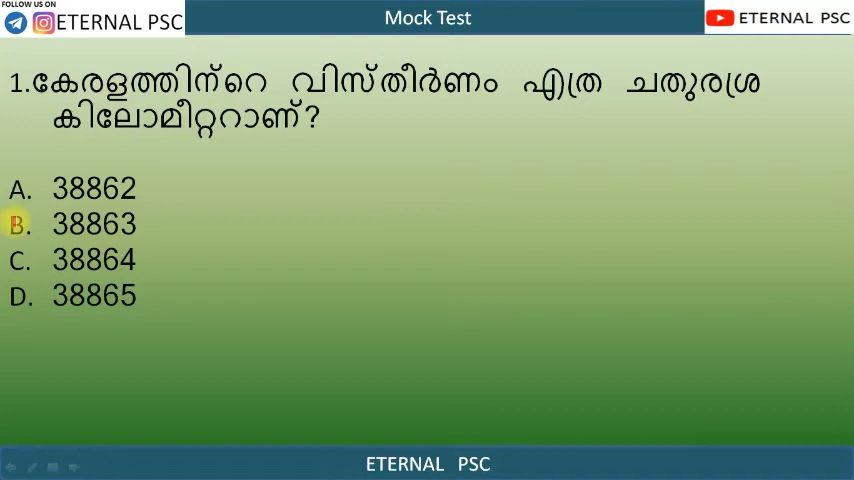 FOLLOW US ON
ETERNAL PSC
Mock Test
ETERNAL PSC
1.കേരളത്തിന്റെ വിസ്തീർണം എത്ര ചതുരശ്ര
കിലോമീറ്ററാണ്?
A. 38862
B. 38863
C. 38864
D. 38865
ETERNAL PSC